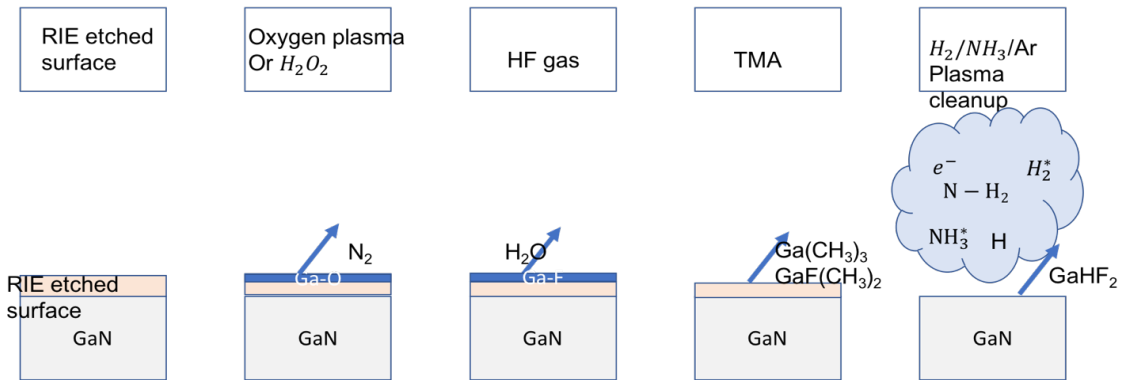 RIE etched
surface
Oxygen plasma
Or H₂O₂
HF gas
TMA
H₂/NH₃/Ar
Plasma
cleanup
e⁻
H₂*
N − H₂
NH₃*
H
N₂
H₂O
Ga(CH₃)₃
GaF(CH₃)₂
GaHF₂
RIE etched
surface
Ga-O
Ga-F
GaN
GaN
GaN
GaN
GaN